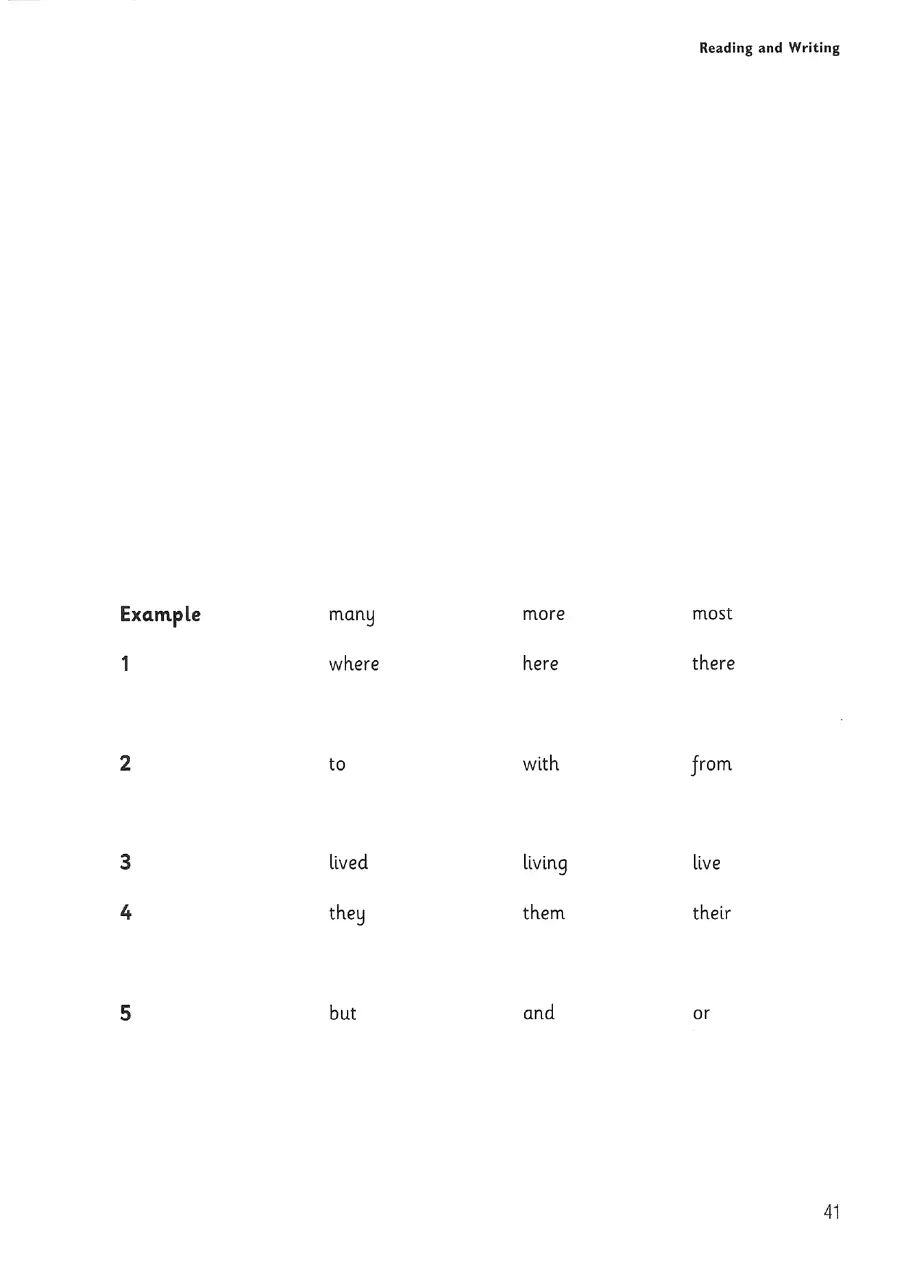 Reading and Writing
Example many more most
1 where here there
2 to with from
3 lived living live
4 they them their
5 but and or
41